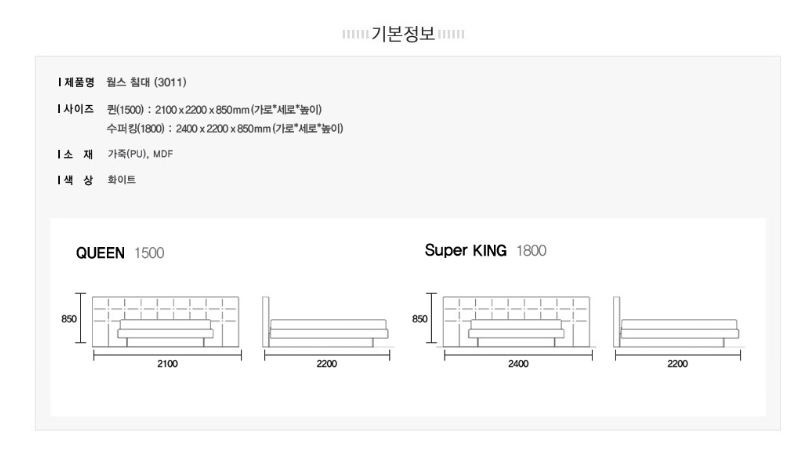 기본정보
제품명 윌스 침대 (3011)
사이즈 퀸(1500) : 2100 x 2200 x 850mm (가로*세로*높이)
수퍼킹(1800) : 2400 x 2200 x 850mm (가로*세로*높이)
소 재 가죽(PU), MDF
색 상 화이트
QUEEN 1500
Super KING 1800
850
2100
2200
850
2400
2200